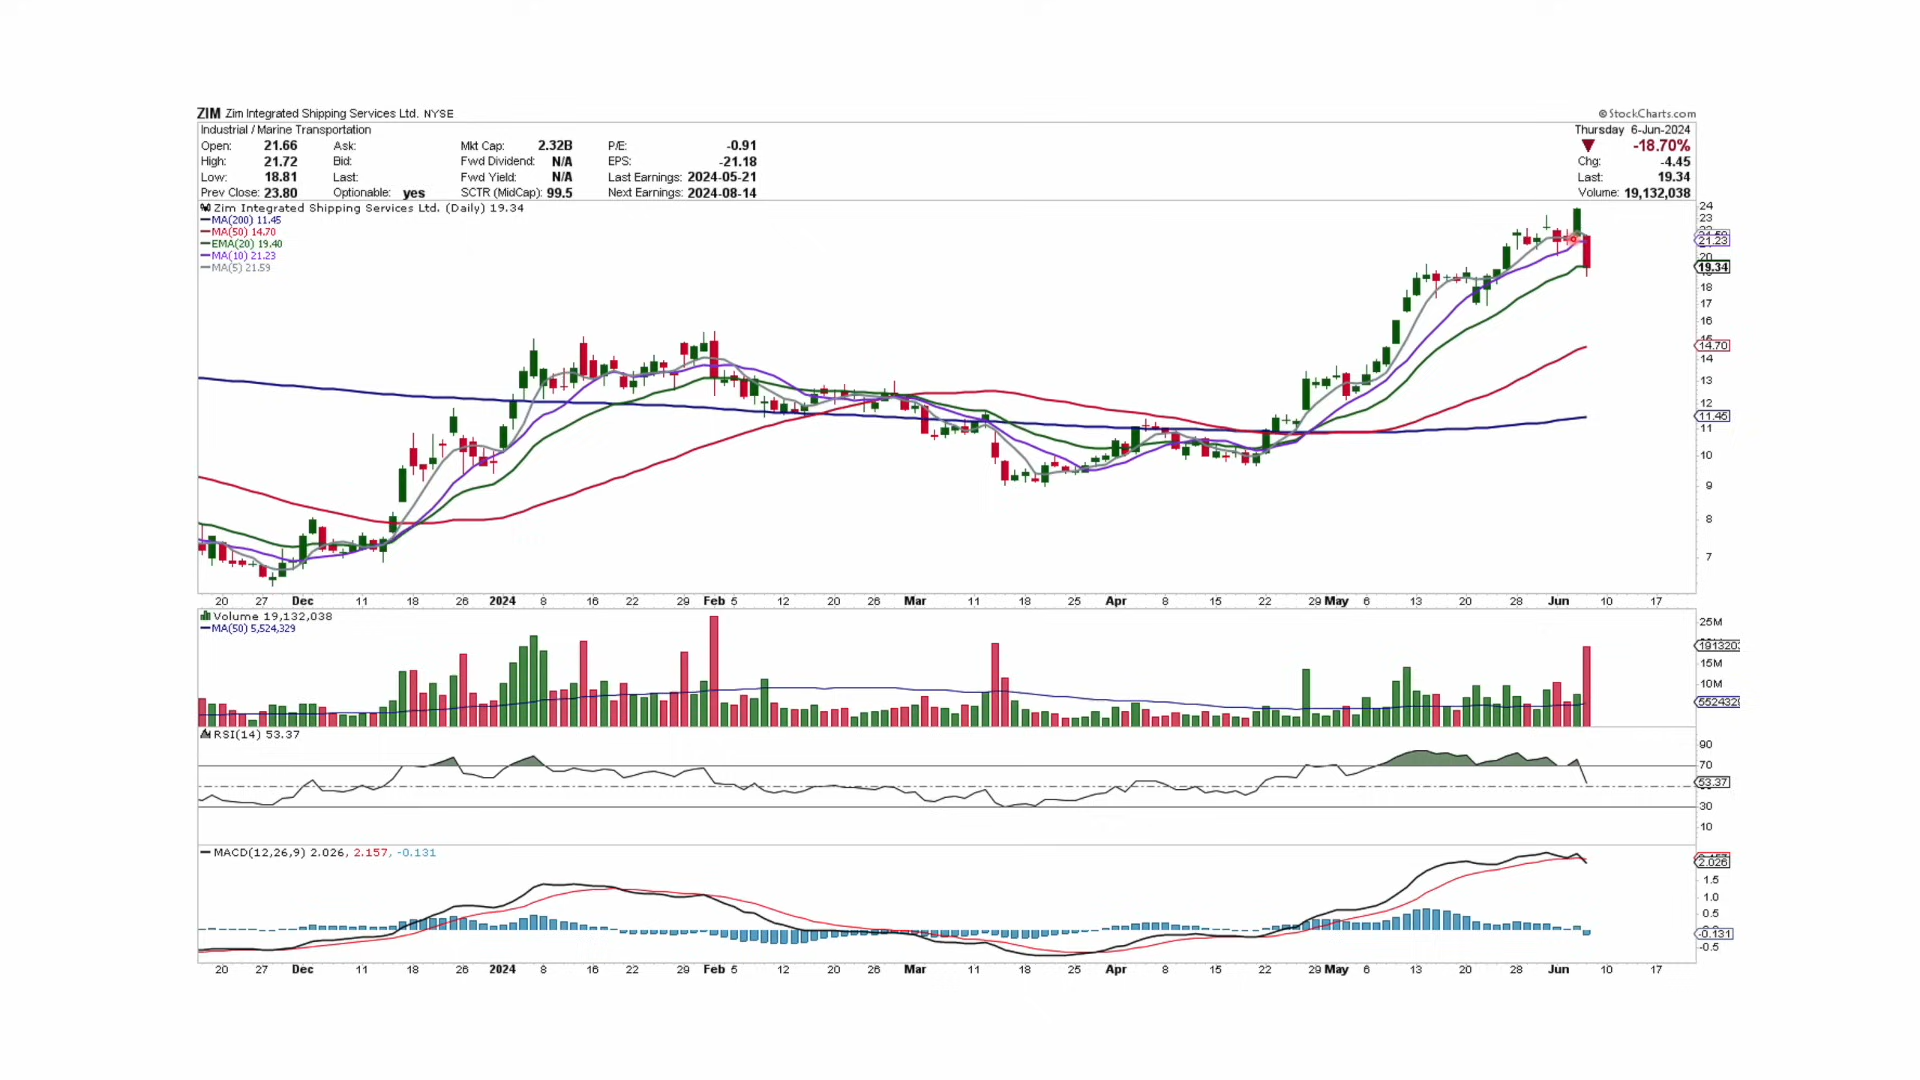 ZIM Zim Integrated Shipping Services Ltd. NYSE
© StockCharts.com
Industrial / Marine Transportation
Thursday 6-Jun-2024
Open: 21.66 Ask: Mkt Cap: 2.32B P/E: -0.91
-18.70%
High: 21.72 Bid: Fwd Dividend: N/A EPS: -21.18
Chg: -4.45
Low: 18.81 Last: Fwd Yield: N/A Last Earnings: 2024-05-21
Last: 19.34
Prev Close: 23.80 Optionable: yes SCTR (MidCap): 99.5 Next Earnings: 2024-08-14
Volume: 19,132,038
Zim Integrated Shipping Services Ltd. (Daily) 19.34
MA(200) 11.45
MA(50) 14.70
EMA(20) 19.40
MA(10) 21.23
MA(5) 21.59
24
23
21.23
20
19.34
18
17
16
14.70
14
13
12
11.45
11
10
9
8
7
20 27 Dec 11 18 26 2024 8 16 22 29 Feb 5 12 20 26 Mar 11 18 25 Apr 8 15 22 29 May 6 13 20 28 Jun 10 17
Volume 19,132,038
MA(50) 5,524,329
25M
15M
10M
5524329
RSI(14) 53.37
90
70
53.37
30
10
MACD(12,26,9) 2.026, 2.157, -0.131
2.026
1.5
1.0
0.5
-0.131
-0.5
20 27 Dec 11 18 26 2024 8 16 22 29 Feb 5 12 20 26 Mar 11 18 25 Apr 8 15 22 29 May 6 13 20 28 Jun 10 17